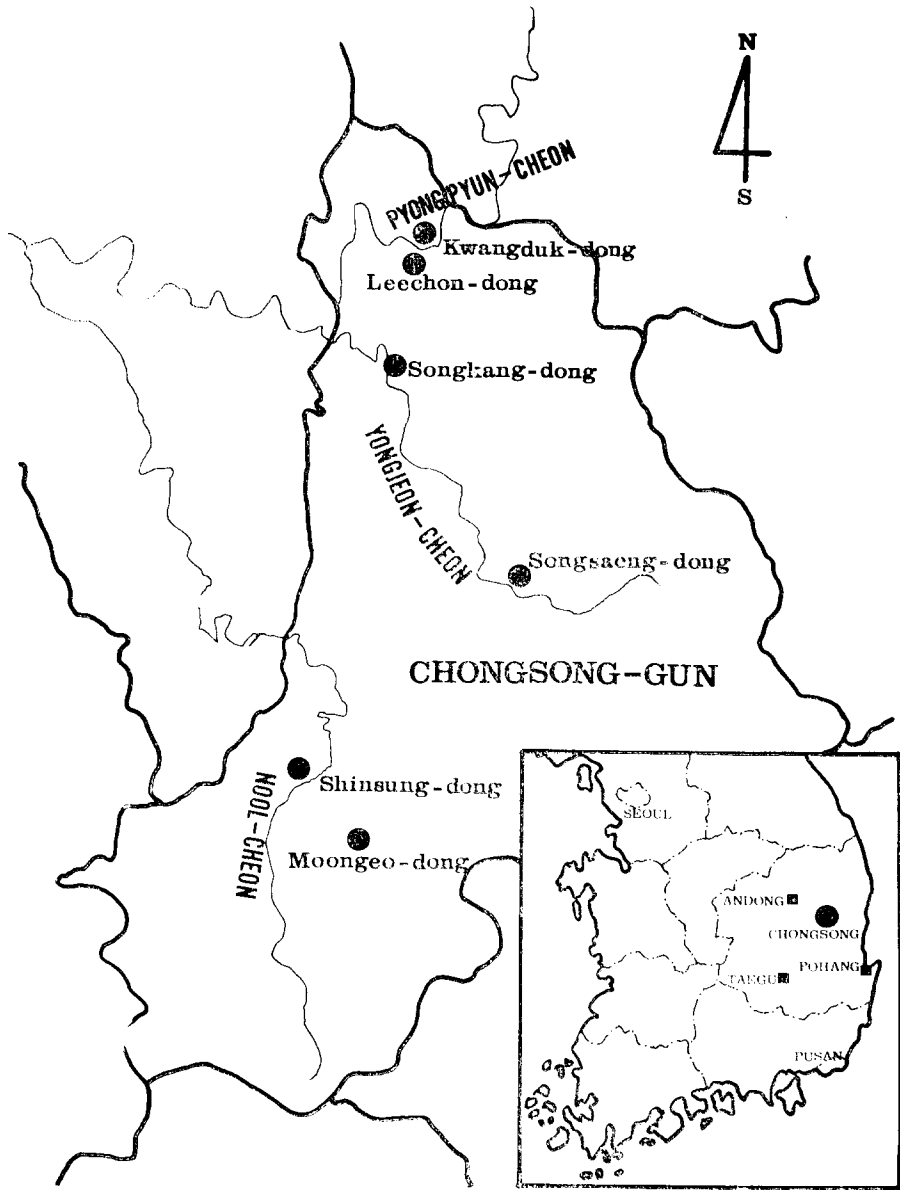 N
S
PYONGPYUN-CHEON
Kwangduk-dong
Leechon-dong
Songkang-dong
YONGJEON-CHEON
Songsaeng-dong
CHONGSONG-GUN
Shinsung-dong
NOOL-CHEON
Moongeo-dong
SEOUL
ANDONG
CHONGSONG
POHANG
TAEGU
PUSAN